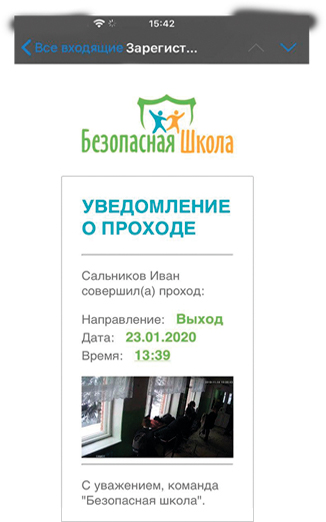 15:42
Все входящие Зарегист...
Безопасная Школа
УВЕДОМЛЕНИЕ
О ПРОХОДЕ
Сальников Иван
совершил(а) проход:
Направление: Выход
Дата: 23.01.2020
Время: 13:39
С уважением, команда
"Безопасная школа".